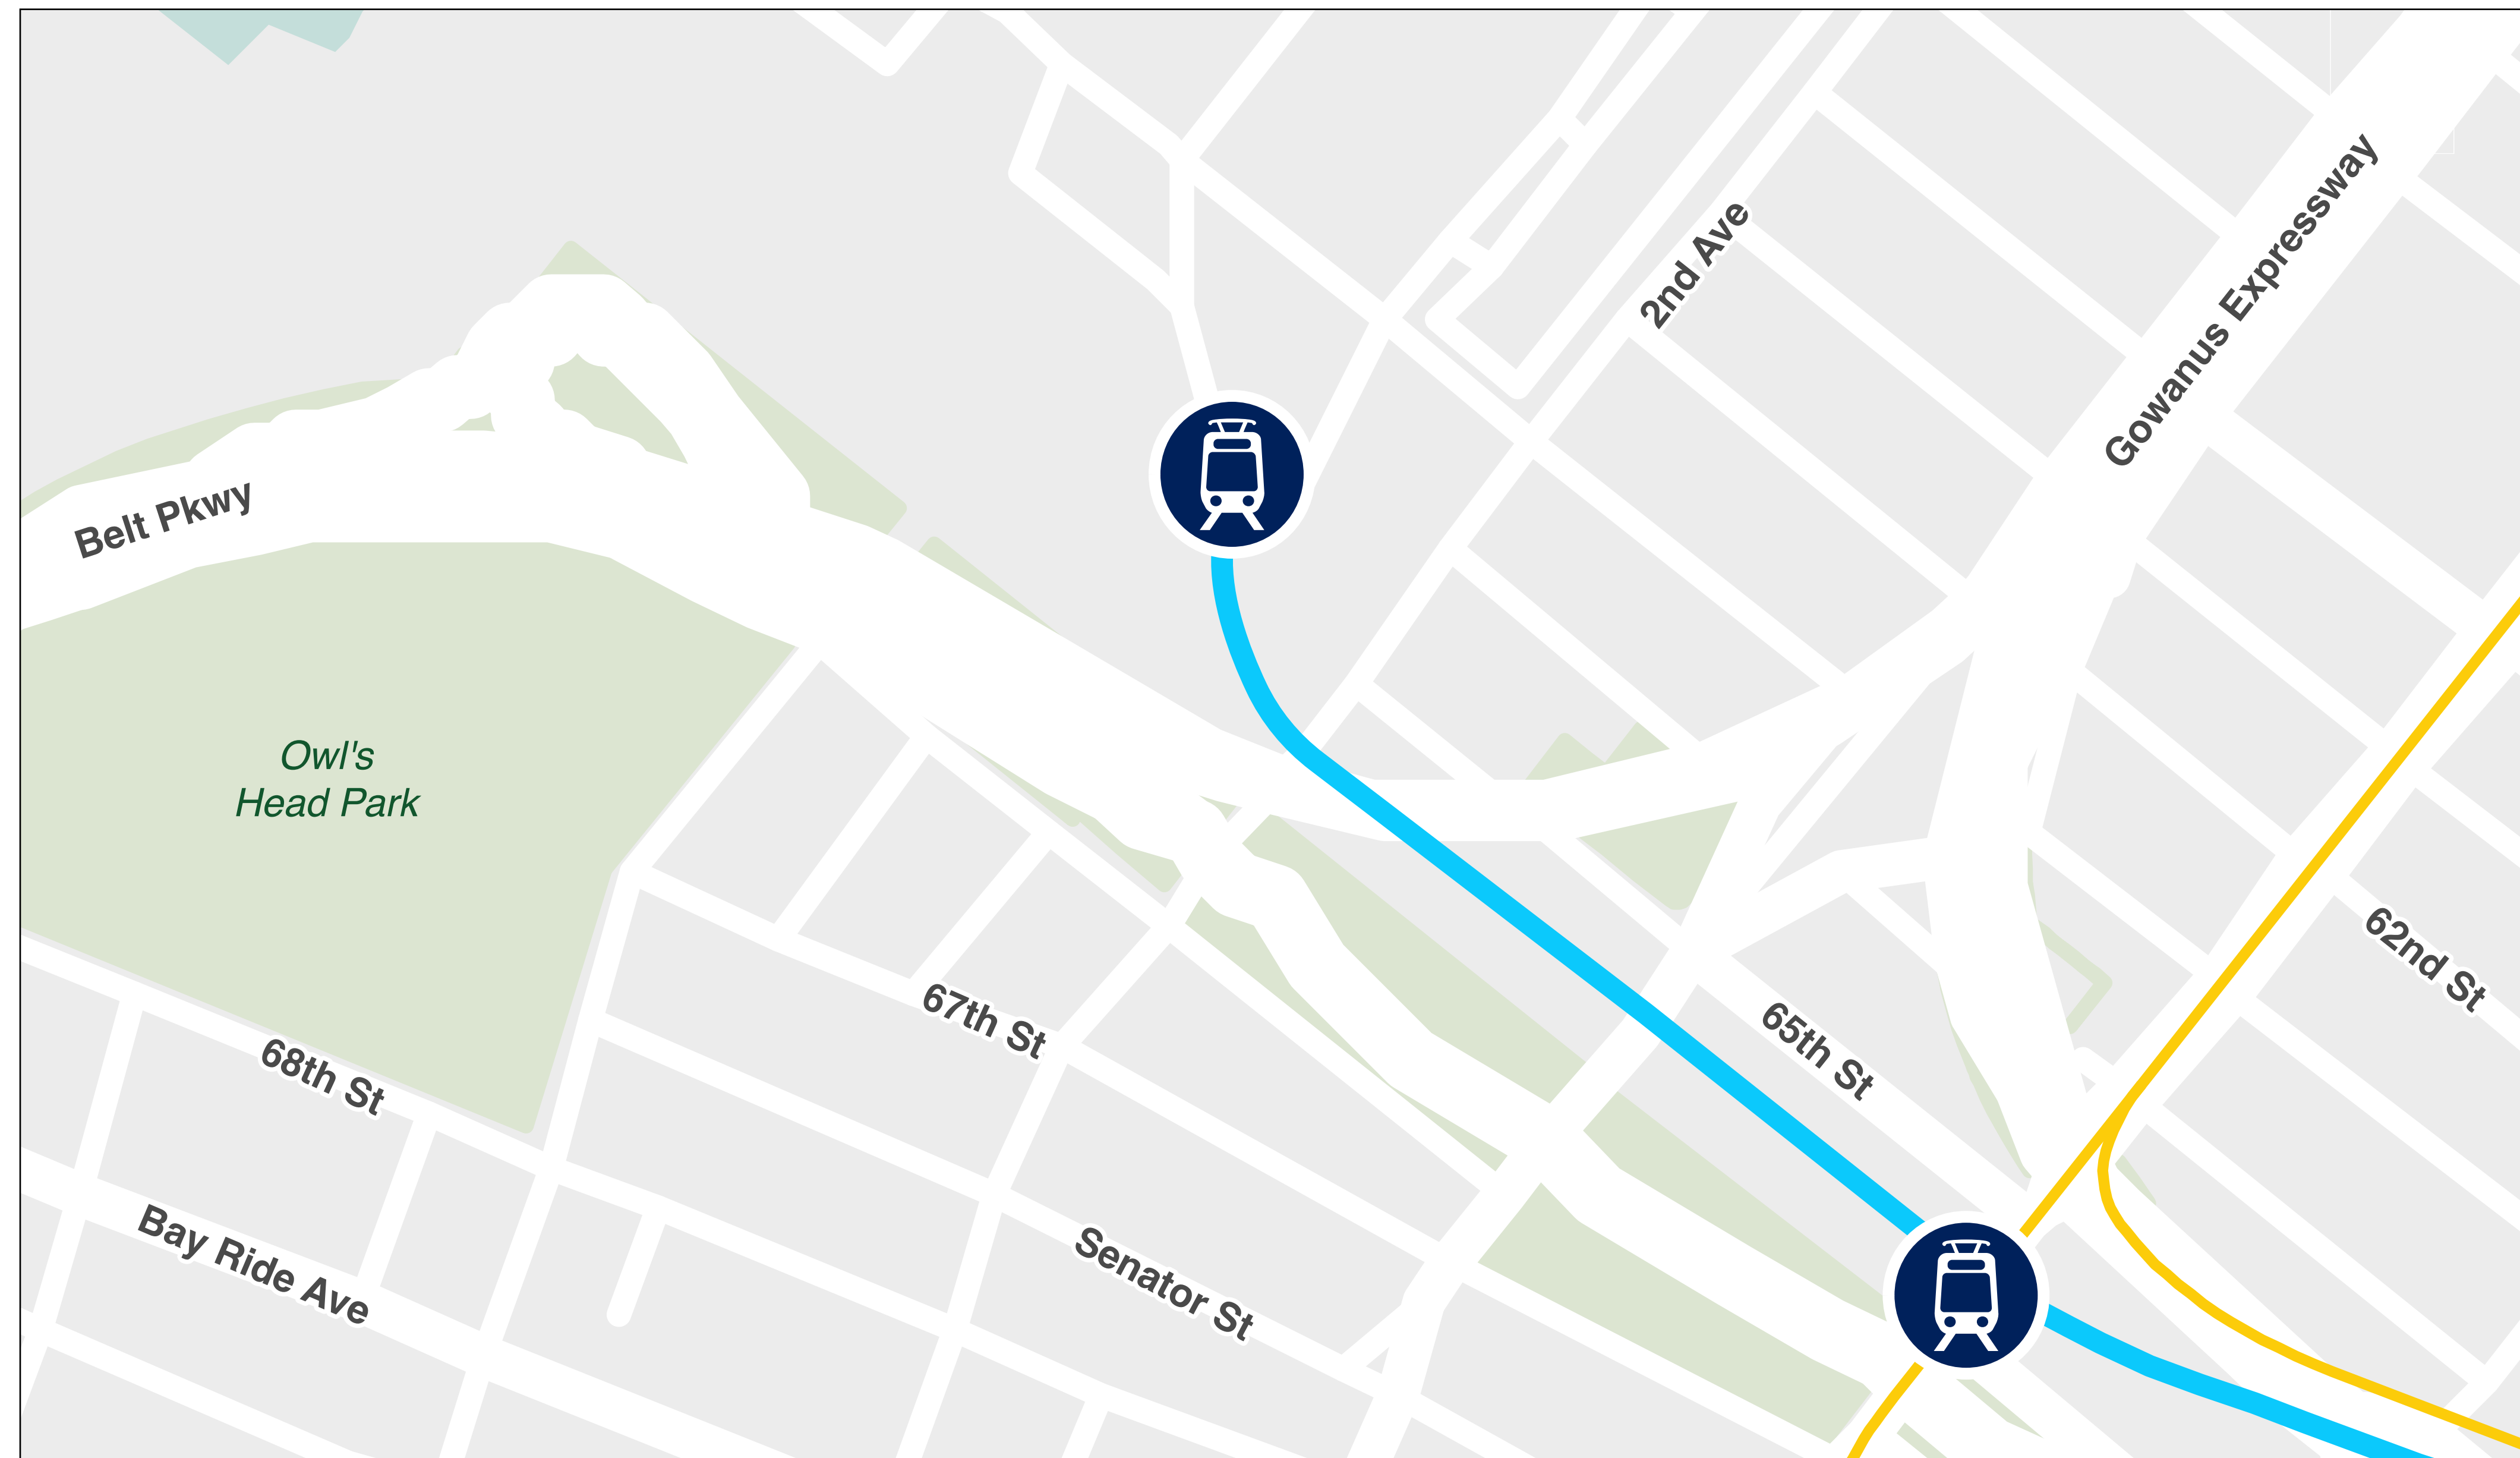 2nd Ave
Gowanus Expressway
Belt Pkwy
Owl's
Head Park
62nd St
67th St
65th St
68th St
Bay Ride Ave
Senator St